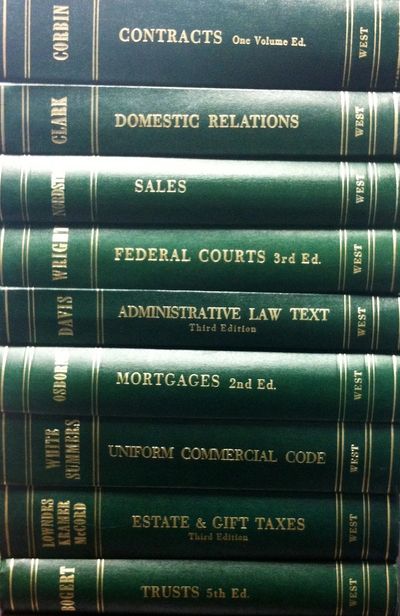 CORBIN
CONTRACTS One Volume Ed.
WEST
CLARK
DOMESTIC RELATIONS
WEST
SALES
WEST
WRIGHT
FEDERAL COURTS 3rd Ed.
WEST
DAVIS
ADMINISTRATIVE LAW TEXT
Third Edition
WEST
OSBORNE
MORTGAGES 2nd Ed.
WEST
WHITE
SUMMERS
UNIFORM COMMERCIAL CODE
WEST
LOWNDES
KRAMER
McCORD
ESTATE & GIFT TAXES
Third Edition
WEST
BOGERT
TRUSTS 5th Ed.
WEST